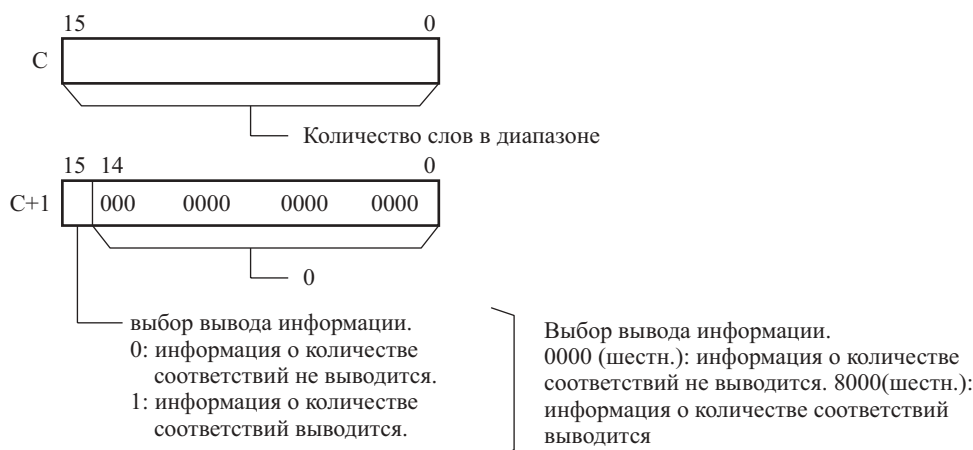 15 0
C
Количество слов в диапазоне
15 14 0
C+1 000 0000 0000 0000
0
выбор вывода информации.
0: информация о количестве
соответствий не выводится.
1: информация о количестве
соответствий выводится.
Выбор вывода информации.
0000 (шестн.): информация о количестве
соответствий не выводится. 8000(шестн.):
информация о количестве соответствий
выводится